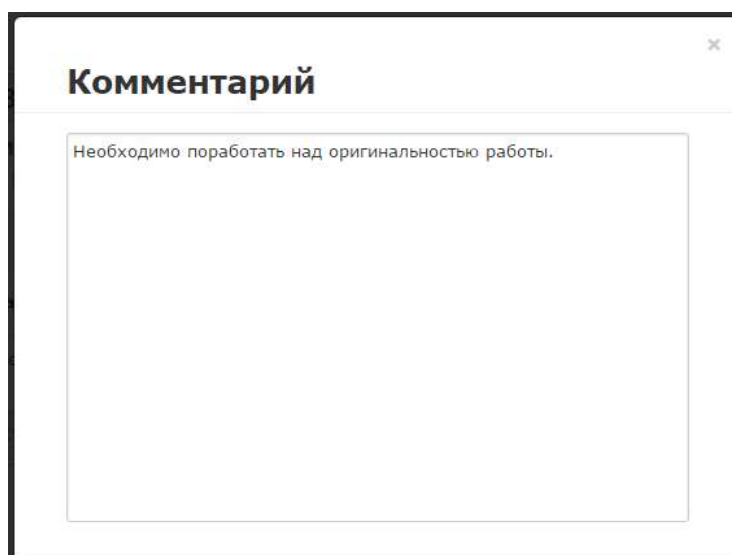 ×
Комментарий
Необходимо поработать над оригинальностью работы.